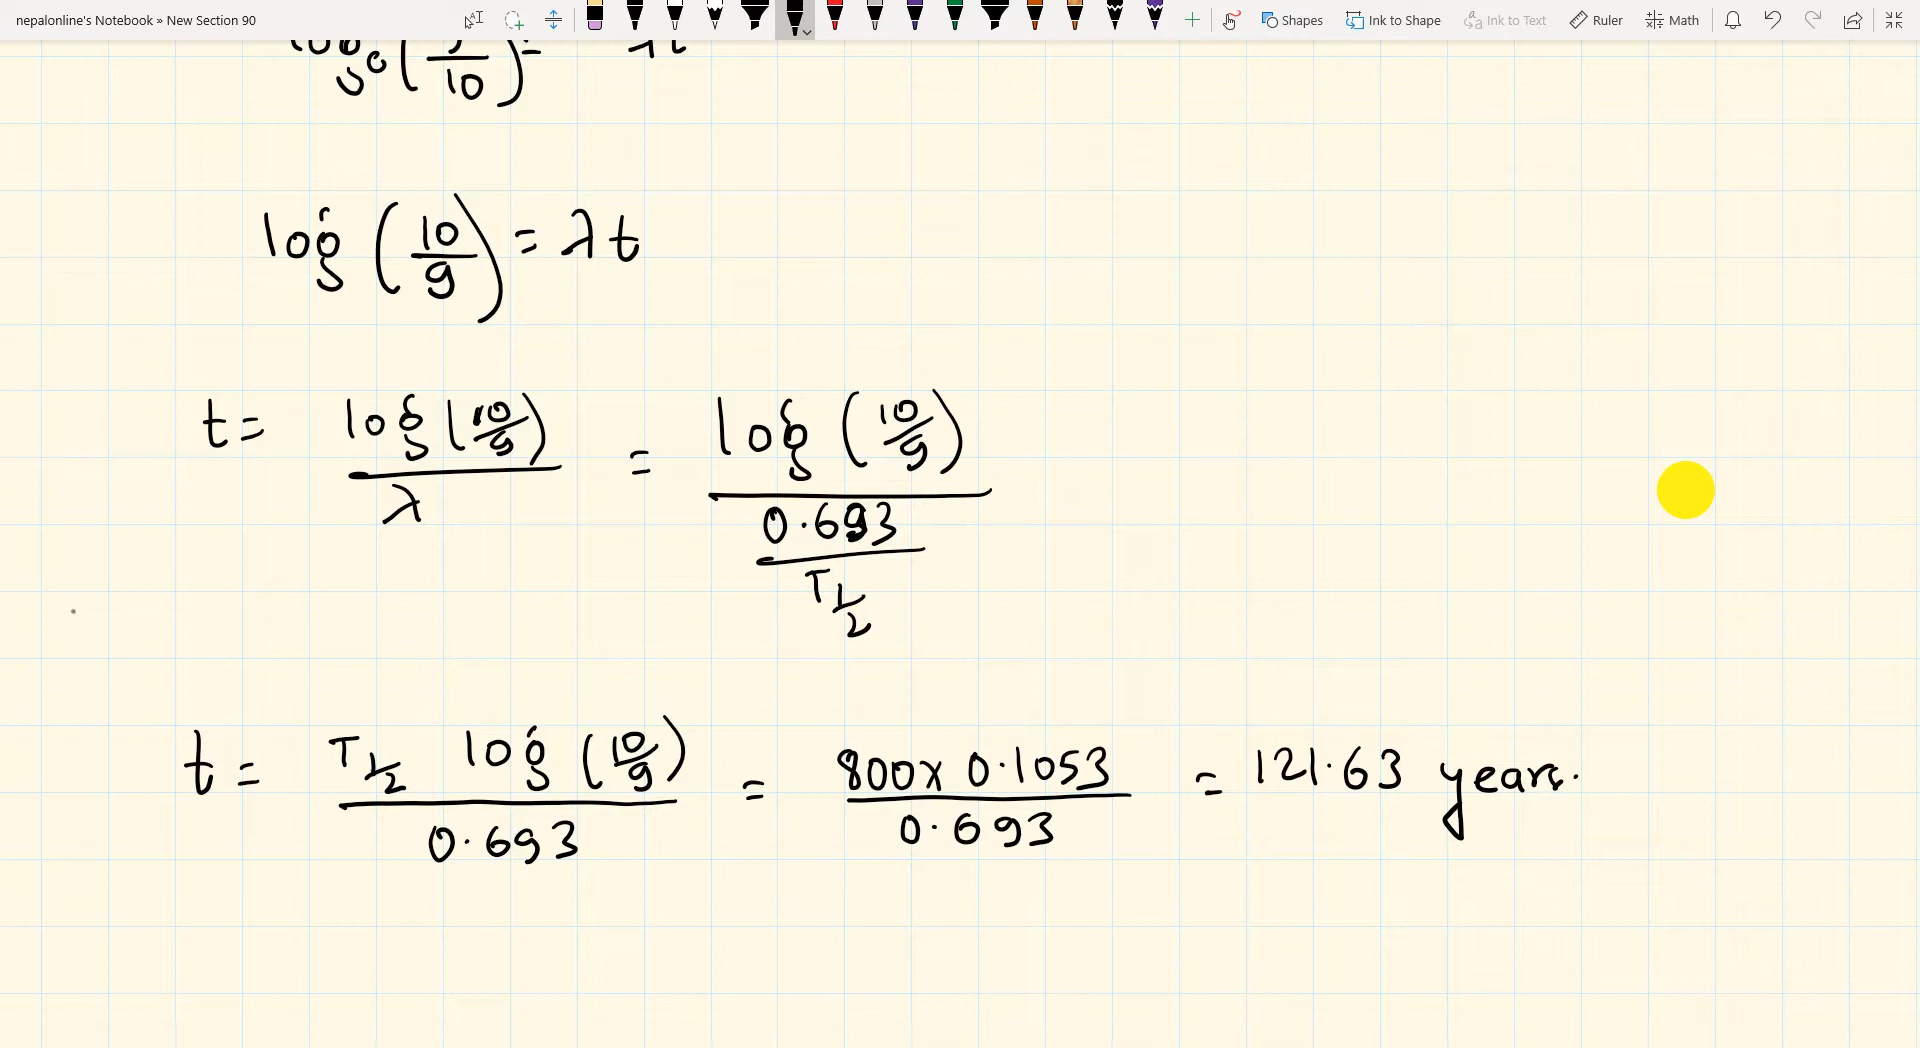 nepalonline's Notebook » New Section 90
Shapes Ink to Shape Ink to Text Ruler Math
10
log (10/9) = λt
t = log (10/9) / λ = log (10/9) / (0.693 / T1/2)
t = T1/2 log (10/9) / 0.693 = 800 x 0.1053 / 0.693 = 121.63 years.